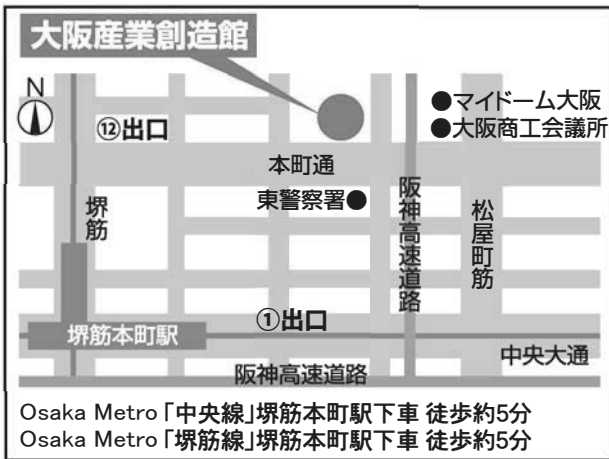 大阪産業創造館
N
⑫出口
●マイドーム大阪
●大阪商工会議所
本町通
東警察署●
堺筋
阪神高速道路
松屋町筋
①出口
堺筋本町駅
中央大通
阪神高速道路
Osaka Metro「中央線」堺筋本町駅下車 徒歩約5分
Osaka Metro「堺筋線」堺筋本町駅下車 徒歩約5分